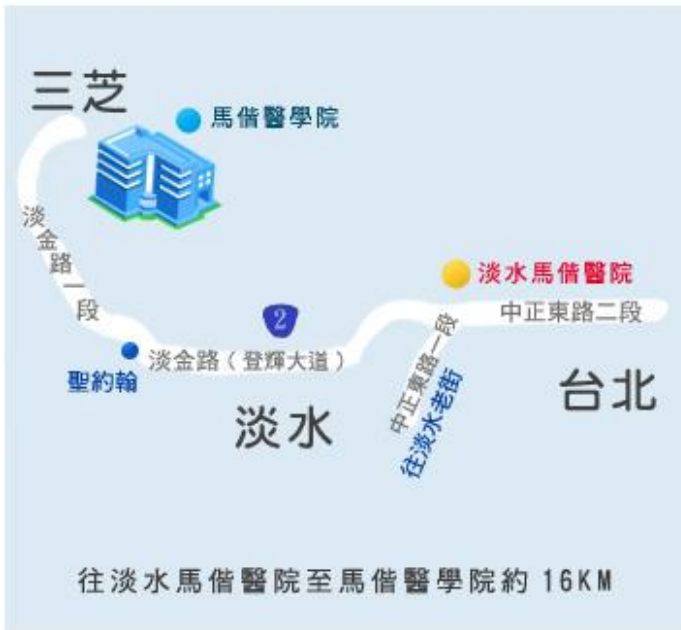 三芝
馬偕醫學院
淡金路一段
淡水馬偕醫院
中正東路二段
2
中正東路一段
淡金路（登輝大道）
聖約翰
往淡水老街
台北
淡水
往淡水馬偕醫院至馬偕醫學院約 16KM